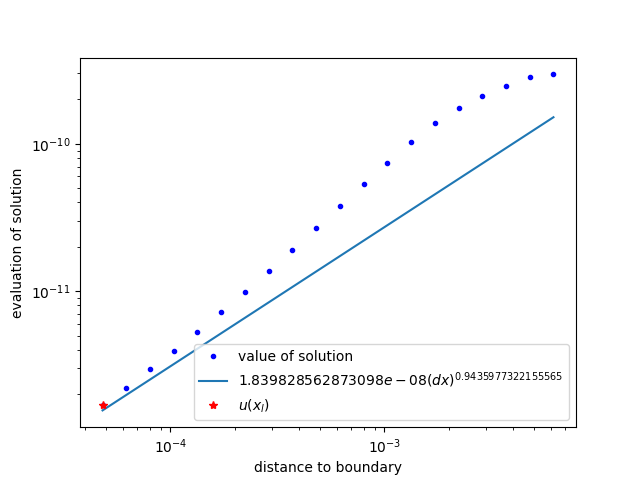 evaluation of solution
10^{-10}
10^{-11}
value of solution
1.839828562873098e − 08(dx)^{0.9435977322155565}
u(x_l)
10^{-4}
10^{-3}
distance to boundary